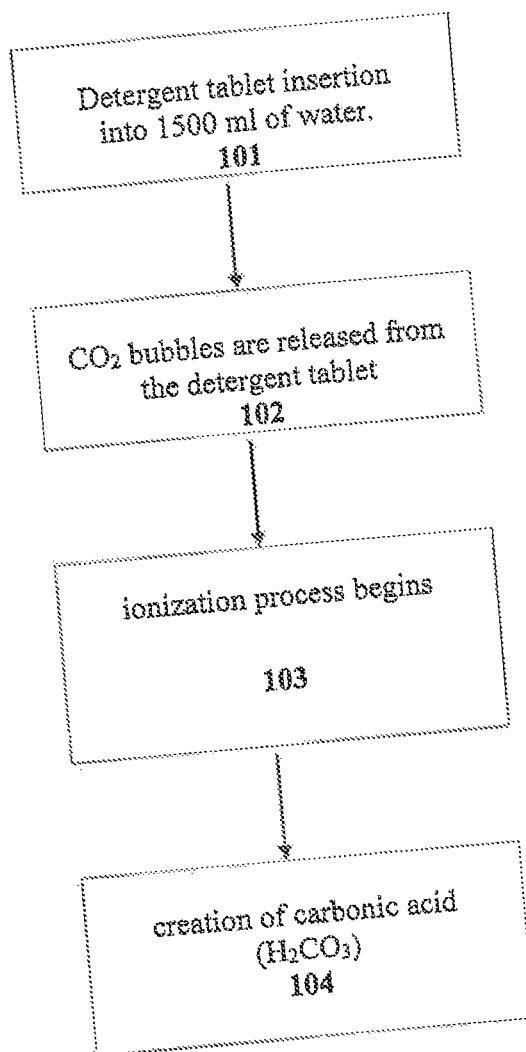 Detergent tablet insertion
into 1500 ml of water.
101
CO₂ bubbles are released from
the detergent tablet
102
ionization process begins
103
creation of carbonic acid
(H₂CO₃)
104